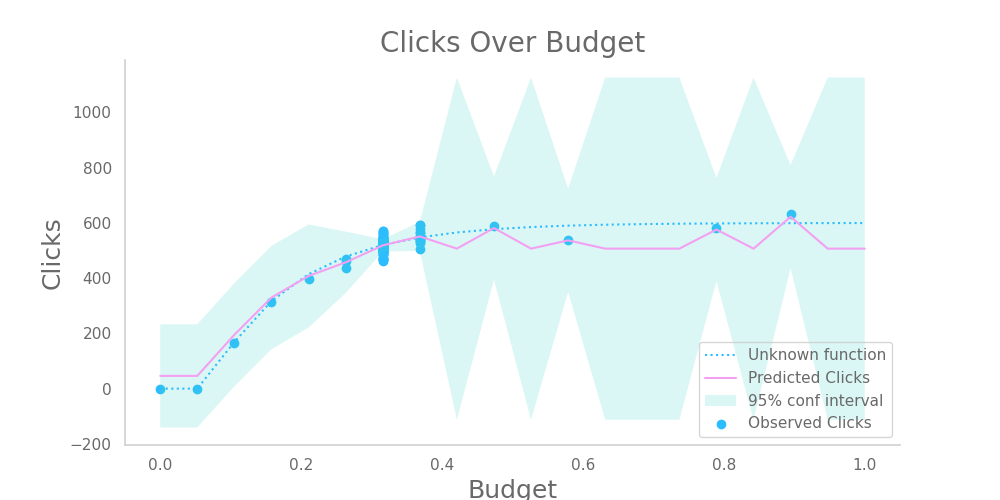 Clicks Over Budget
Clicks
1000
800
600
400
200
0
−200
0.0 0.2 0.4 0.6 0.8 1.0
Budget
Unknown function
Predicted Clicks
95% conf interval
Observed Clicks